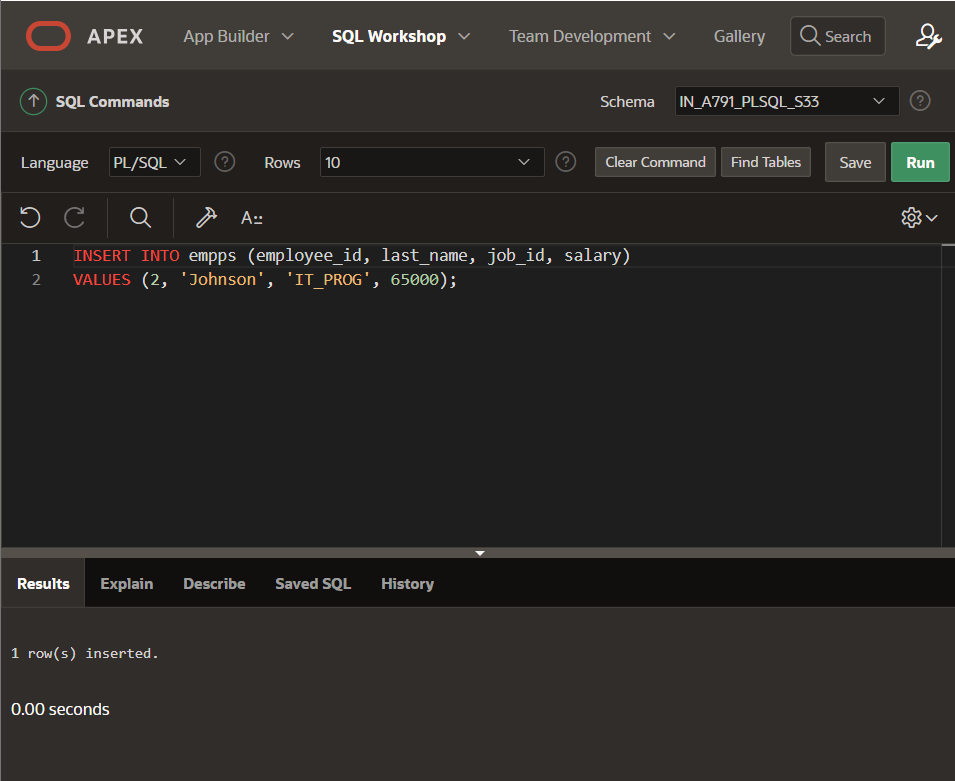 APEX App Builder SQL Workshop Team Development Gallery Search
SQL Commands Schema IN_A791_PLSQL_S33 ?
Language PL/SQL ? Rows 10 ? Clear Command Find Tables Save Run
A::
1 INSERT INTO empps (employee_id, last_name, job_id, salary)
2 VALUES (2, 'Johnson', 'IT_PROG', 65000);
Results Explain Describe Saved SQL History
1 row(s) inserted.
0.00 seconds